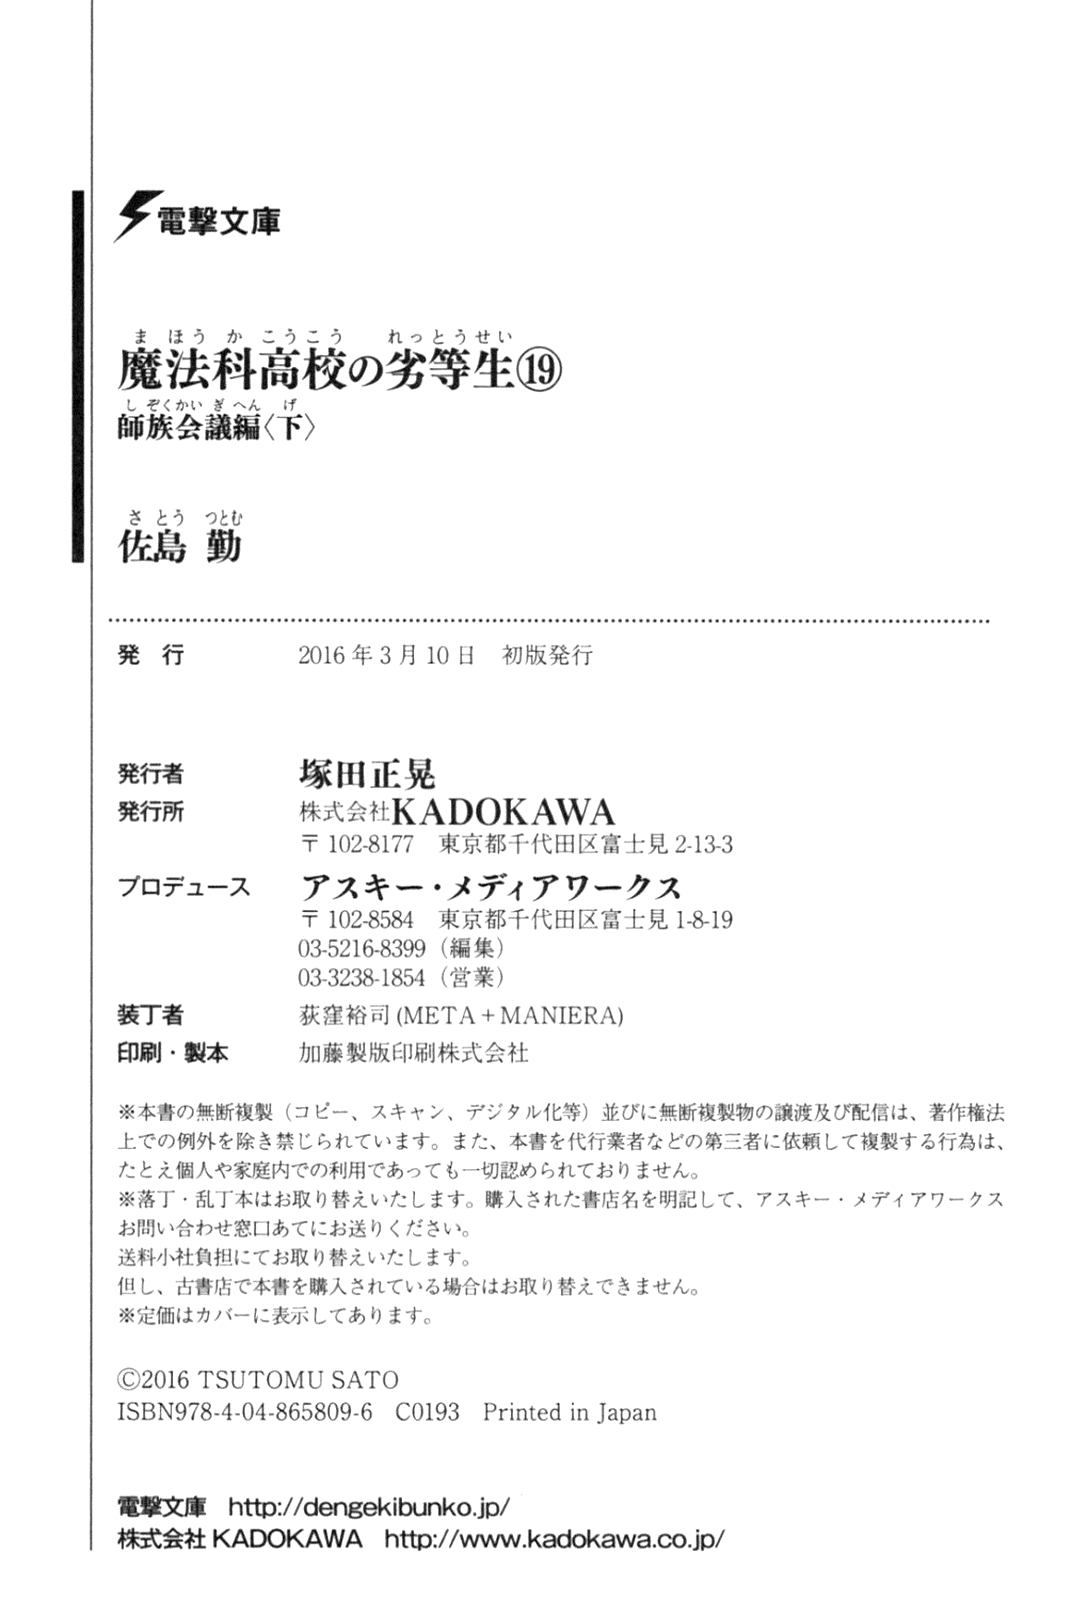 電撃文庫
まほうかこうこう れっとうせい
魔法科高校の劣等生⑲
しぞくかいぎへん げ
師族会議編〈下〉
さとう つとむ
佐島 勤
発 行 2016年3月10日 初版発行
発行者 塚田正晃
発行所 株式会社KADOKAWA
〒102-8177 東京都千代田区富士見2-13-3
プロデュース アスキー・メディアワークス
〒102-8584 東京都千代田区富士見1-8-19
03-5216-8399（編集）
03-3238-1854（営業）
装丁者 荻窪裕司(META+MANIERA)
印刷・製本 加藤製版印刷株式会社
※本書の無断複製（コピー、スキャン、デジタル化等）並びに無断複製物の譲渡及び配信は、著作権法
上での例外を除き禁じられています。また、本書を代行業者などの第三者に依頼して複製する行為は、
たとえ個人や家庭内での利用であっても一切認められておりません。
※落丁・乱丁本はお取り替えいたします。購入された書店名を明記して、アスキー・メディアワークス
お問い合わせ窓口あてにお送りください。
送料小社負担にてお取り替えいたします。
但し、古書店で本書を購入されている場合はお取り替えできません。
※定価はカバーに表示してあります。
©2016 TSUTOMU SATO
ISBN978-4-04-865809-6 C0193 Printed in Japan
電撃文庫 http://dengekibunko.jp/
株式会社KADOKAWA http://www.kadokawa.co.jp/